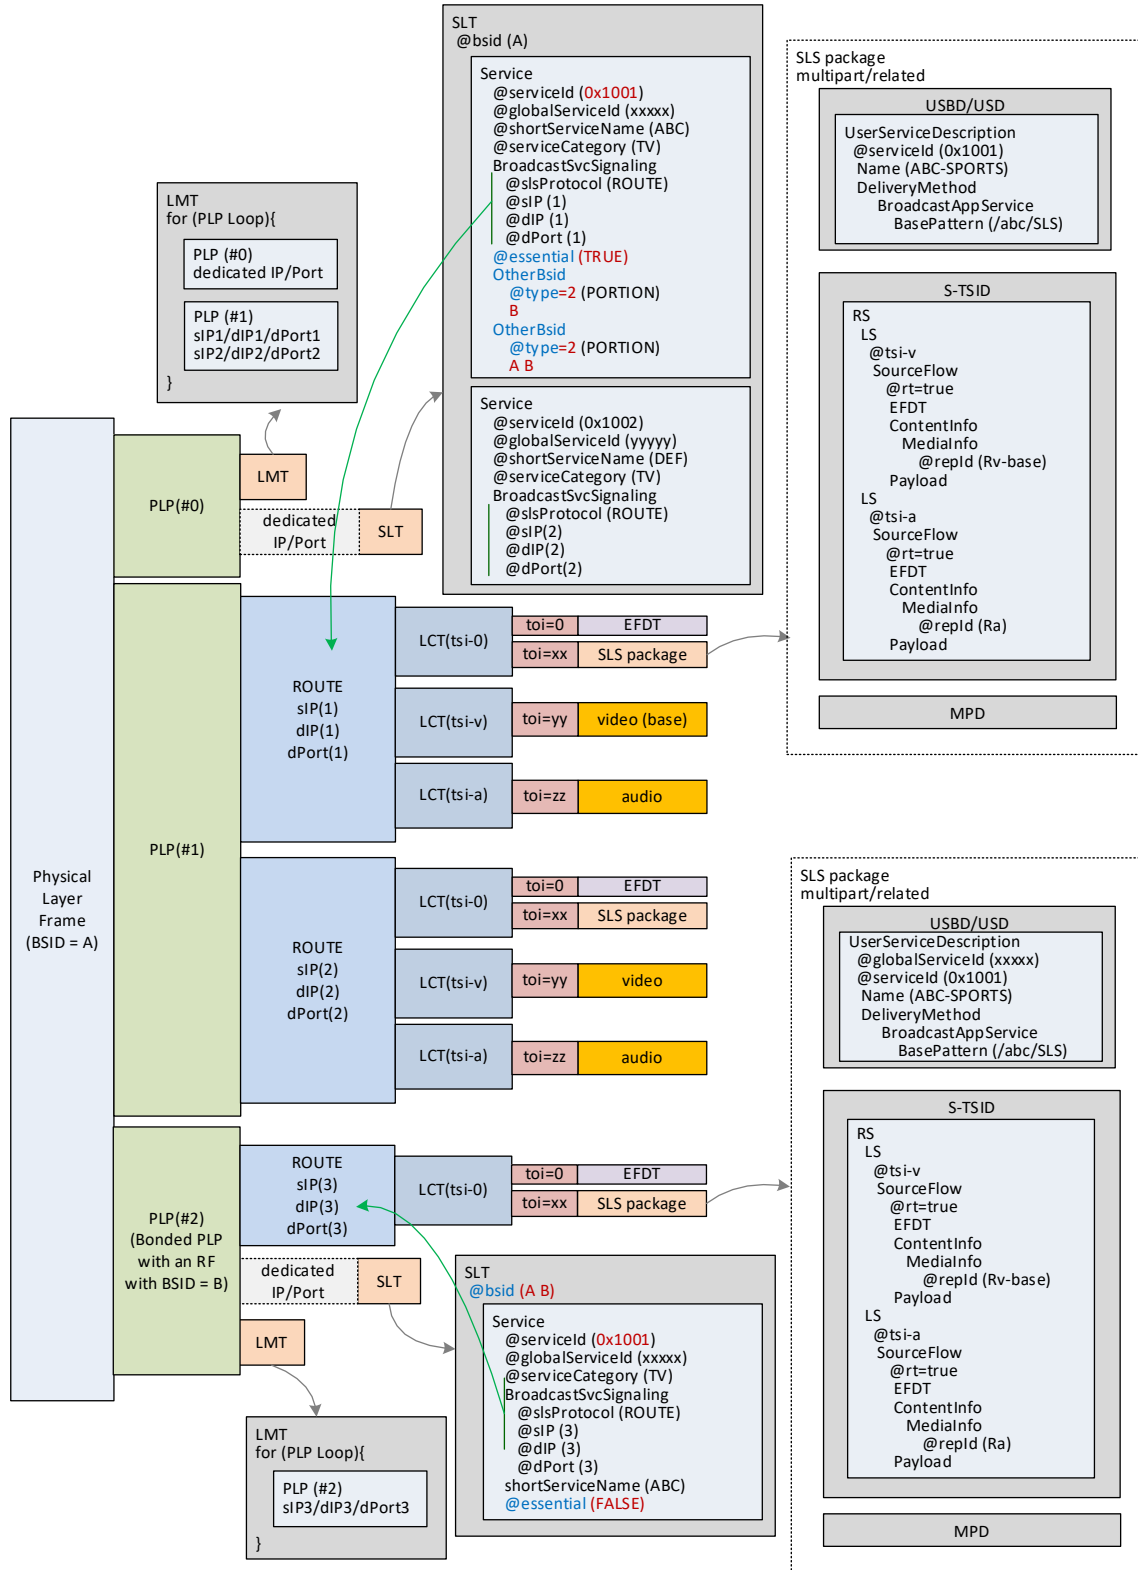 SLT
@bsid (A)
Service
@serviceId (0x1001)
@globalServiceId (xxxxx)
@shortServiceName (ABC)
@serviceCategory (TV)
BroadcastSvcSignaling
@slsProtocol (ROUTE)
@sIP (1)
@dIP (1)
@dPort (1)
@essential (TRUE)
OtherBsid
@type=2 (PORTION)
B
OtherBsid
@type=2 (PORTION)
A B
Service
@serviceId (0x1002)
@globalServiceId (yyyyy)
@shortServiceName (DEF)
@serviceCategory (TV)
BroadcastSvcSignaling
@slsProtocol (ROUTE)
@sIP(2)
@dIP(2)
@dPort(2)
SLS package
multipart/related
USBD/USD
UserServiceDescription
@serviceId (0x1001)
Name (ABC-SPORTS)
DeliveryMethod
BroadcastAppService
BasePattern (/abc/SLS)
S-TSID
RS
LS
@tsi-v
SourceFlow
@rt=true
EFDT
ContentInfo
MediaInfo
@repId (Rv-base)
Payload
LS
@tsi-a
SourceFlow
@rt=true
EFDT
ContentInfo
MediaInfo
@repId (Ra)
Payload
MPD
LMT
for (PLP Loop){
PLP (#0)
dedicated IP/Port
PLP (#1)
sIP1/dIP1/dPort1
sIP2/dIP2/dPort2
}
Physical
Layer
Frame
(BSID = A)
PLP(#0)
LMT
dedicated
IP/Port
SLT
PLP(#1)
ROUTE
sIP(1)
dIP(1)
dPort(1)
LCT(tsi-0)
toi=0
EFDT
toi=xx
SLS package
LCT(tsi-v)
toi=yy
video (base)
LCT(tsi-a)
toi=zz
audio
ROUTE
sIP(2)
dIP(2)
dPort(2)
LCT(tsi-0)
toi=0
EFDT
toi=xx
SLS package
LCT(tsi-v)
toi=yy
video
LCT(tsi-a)
toi=zz
audio
PLP(#2)
(Bonded PLP
with an RF
with BSID = B)
ROUTE
sIP(3)
dIP(3)
dPort(3)
LCT(tsi-0)
toi=0
EFDT
toi=xx
SLS package
dedicated
IP/Port
SLT
LMT
LMT
for (PLP Loop){
PLP (#2)
sIP3/dIP3/dPort3
}
SLT
@bsid (A B)
Service
@serviceId (0x1001)
@globalServiceId (xxxxx)
@serviceCategory (TV)
BroadcastSvcSignaling
@slsProtocol (ROUTE)
@sIP (3)
@dIP (3)
@dPort (3)
shortServiceName (ABC)
@essential (FALSE)
SLS package
multipart/related
USBD/USD
UserServiceDescription
@globalServiceId (xxxxx)
@serviceId (0x1001)
Name (ABC-SPORTS)
DeliveryMethod
BroadcastAppService
BasePattern (/abc/SLS)
S-TSID
RS
LS
@tsi-v
SourceFlow
@rt=true
EFDT
ContentInfo
MediaInfo
@repId (Rv-base)
Payload
LS
@tsi-a
SourceFlow
@rt=true
EFDT
ContentInfo
MediaInfo
@repId (Ra)
Payload
MPD